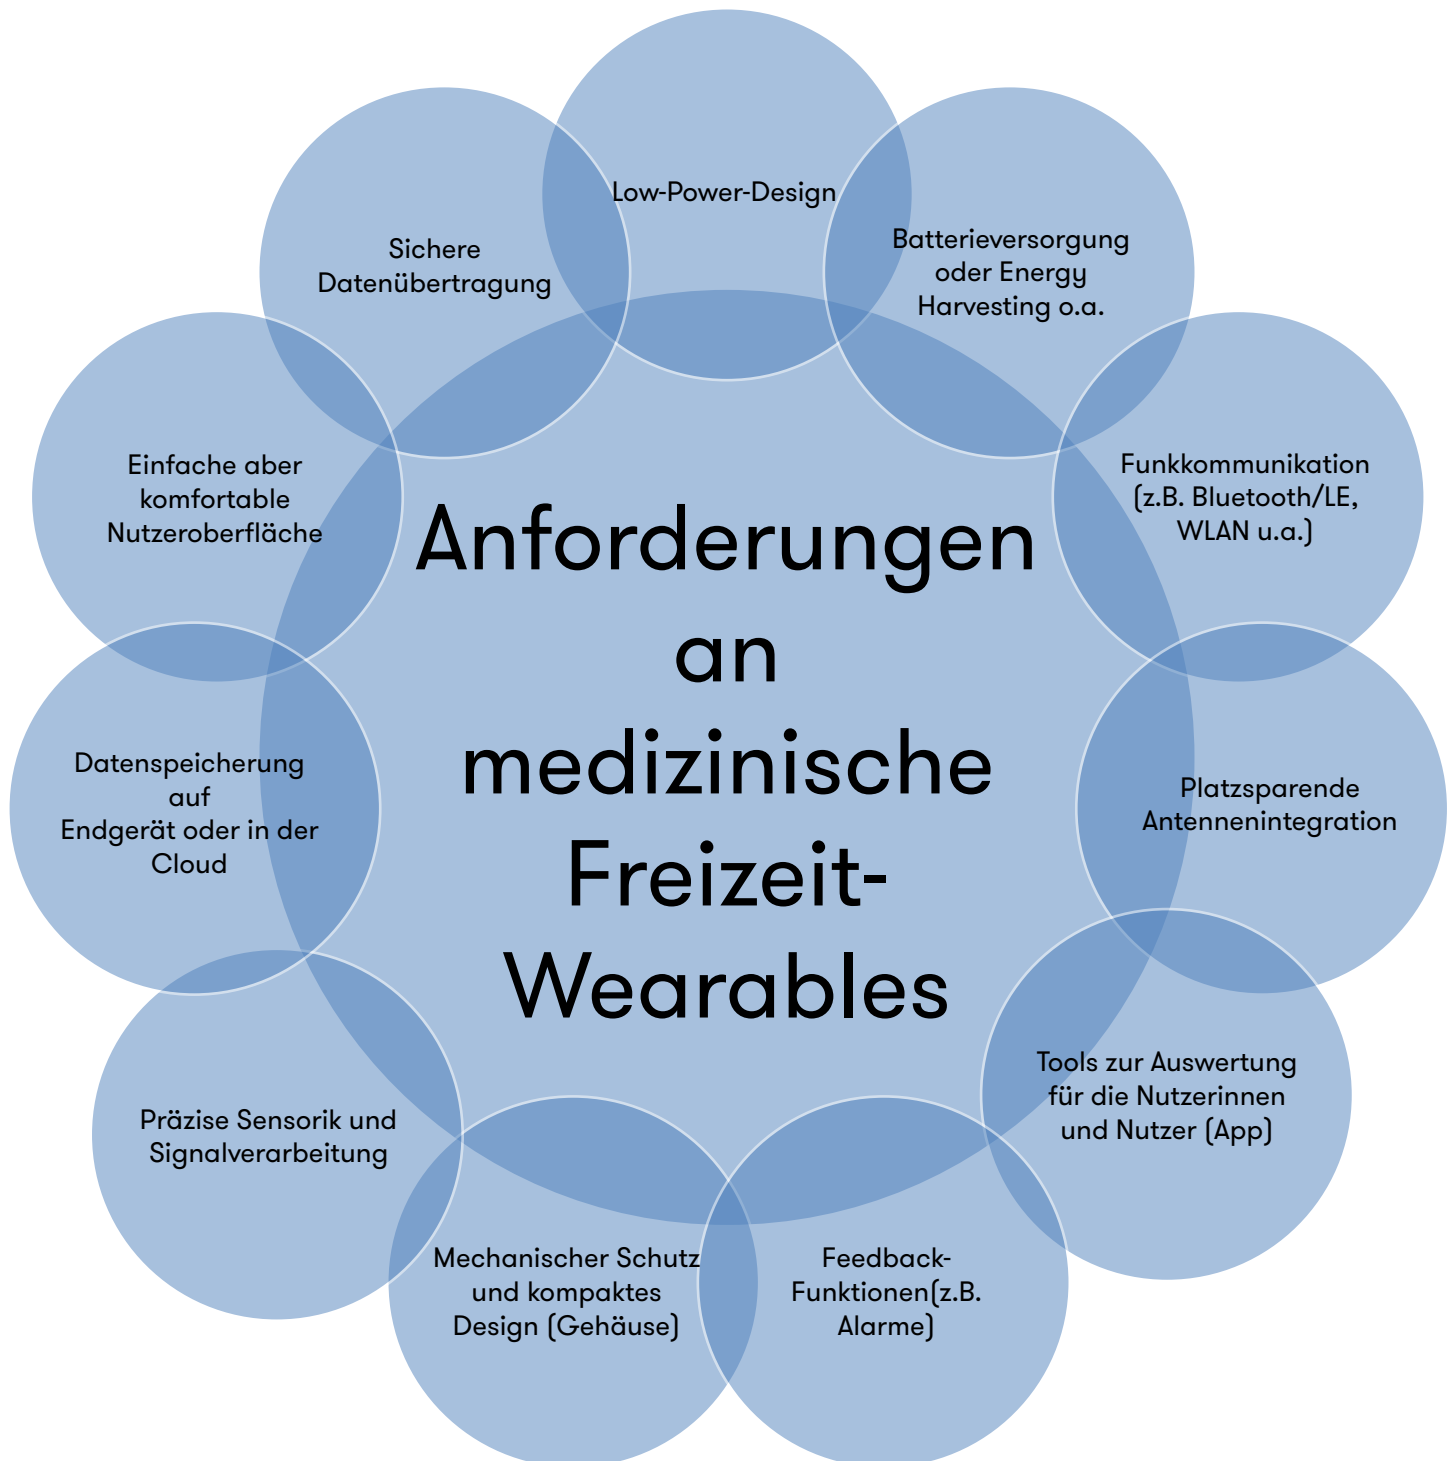 Low-Power-Design
Batterieversorgung
oder Energy
Harvesting o.a.
Funkkommunikation
(z.B. Bluetooth/LE,
WLAN u.a.)
Platzsparende
Antennenintegration
Tools zur Auswertung
für die Nutzerinnen
und Nutzer (App)
Feedback-
Funktionen(z.B.
Alarme)
Mechanischer Schutz
und kompaktes
Design (Gehäuse)
Präzise Sensorik und
Signalverarbeitung
Datenspeicherung
auf
Endgerät oder in der
Cloud
Einfache aber
komfortable
Nutzeroberfläche
Sichere
Datenübertragung
Anforderungen
an
medizinische
Freizeit-
Wearables